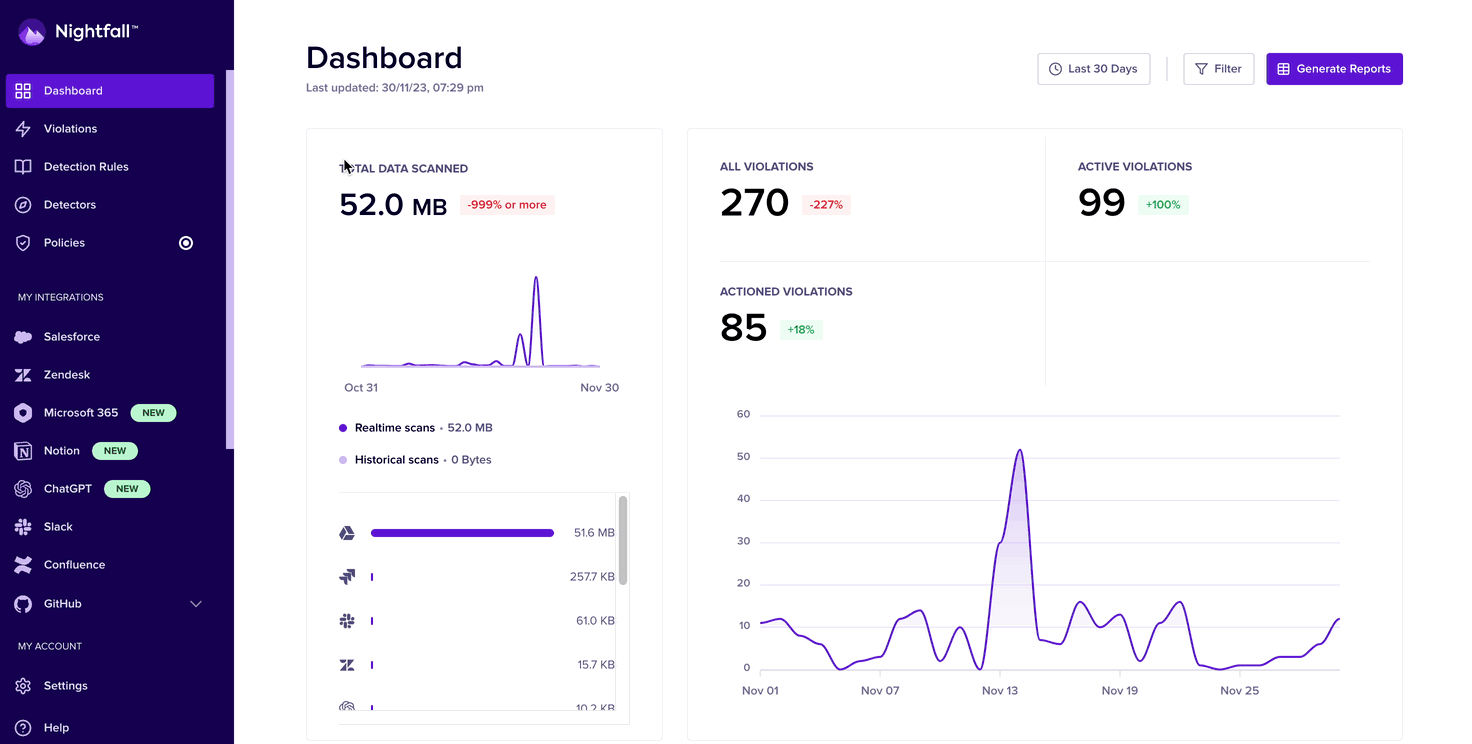 Nightfall™
Dashboard
Violations
Detection Rules
Detectors
Policies
MY INTEGRATIONS
Salesforce
Zendesk
Microsoft 365 NEW
Notion NEW
ChatGPT NEW
Slack
Confluence
GitHub
MY ACCOUNT
Settings
Help
Dashboard
Last updated: 30/11/23, 07:29 pm
Last 30 Days
Filter
Generate Reports
TOTAL DATA SCANNED
52.0 MB -999% or more
Oct 31 Nov 30
Realtime scans • 52.0 MB
Historical scans • 0 Bytes
51.6 MB
257.7 KB
61.0 KB
15.7 KB
10.2 KB
ALL VIOLATIONS
270 -227%
ACTIVE VIOLATIONS
99 +100%
ACTIONED VIOLATIONS
85 +18%
60
50
40
30
20
10
0
Nov 01 Nov 07 Nov 13 Nov 19 Nov 25